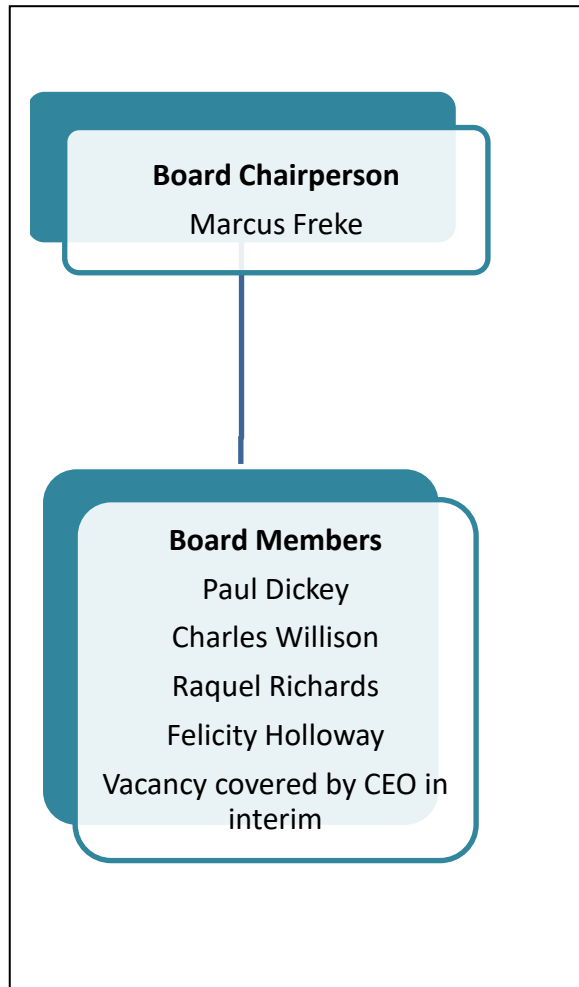 Board Chairperson
Marcus Freke
Board Members
Paul Dickey
Charles Willison
Raquel Richards
Felicity Holloway
Vacancy covered by CEO in
interim